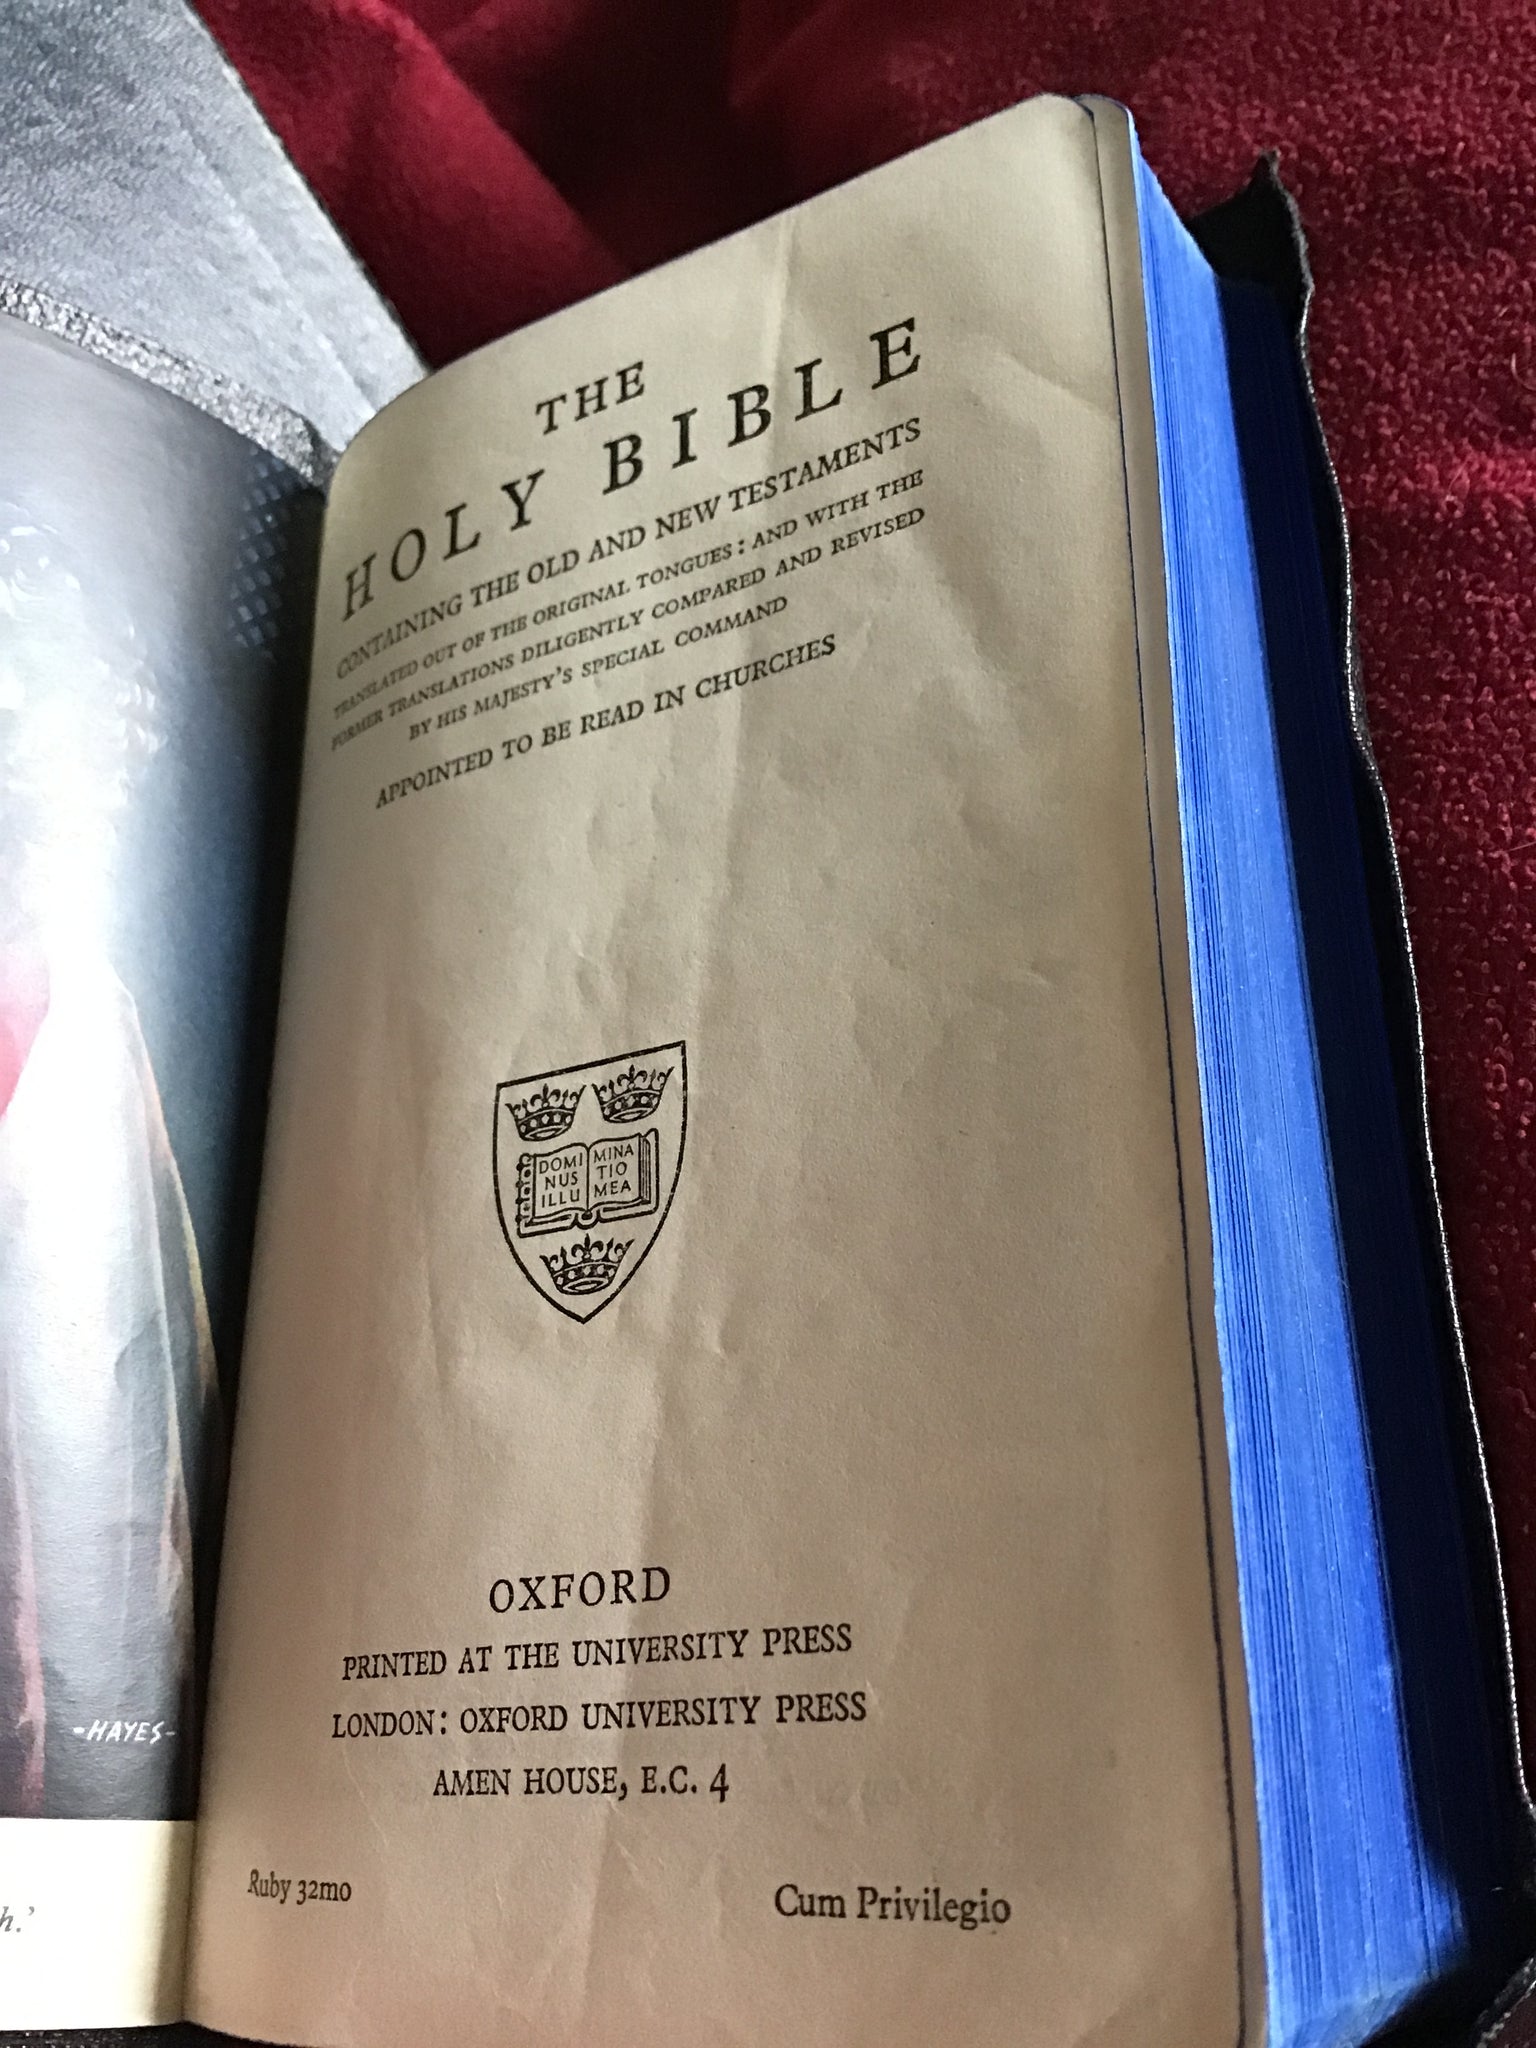 THE
HOLY BIBLE
CONTAINING THE OLD AND NEW TESTAMENTS
TRANSLATED OUT OF THE ORIGINAL TONGUES: AND WITH THE
FORMER TRANSLATIONS DILIGENTLY COMPARED AND REVISED
BY HIS MAJESTY'S SPECIAL COMMAND
APPOINTED TO BE READ IN CHURCHES
DOMI MINA
NUS TIO
ILLU MEA
OXFORD
PRINTED AT THE UNIVERSITY PRESS
LONDON: OXFORD UNIVERSITY PRESS
AMEN HOUSE, E.C. 4
Ruby 32mo
Cum Privilegio
-HAYES-
h.'